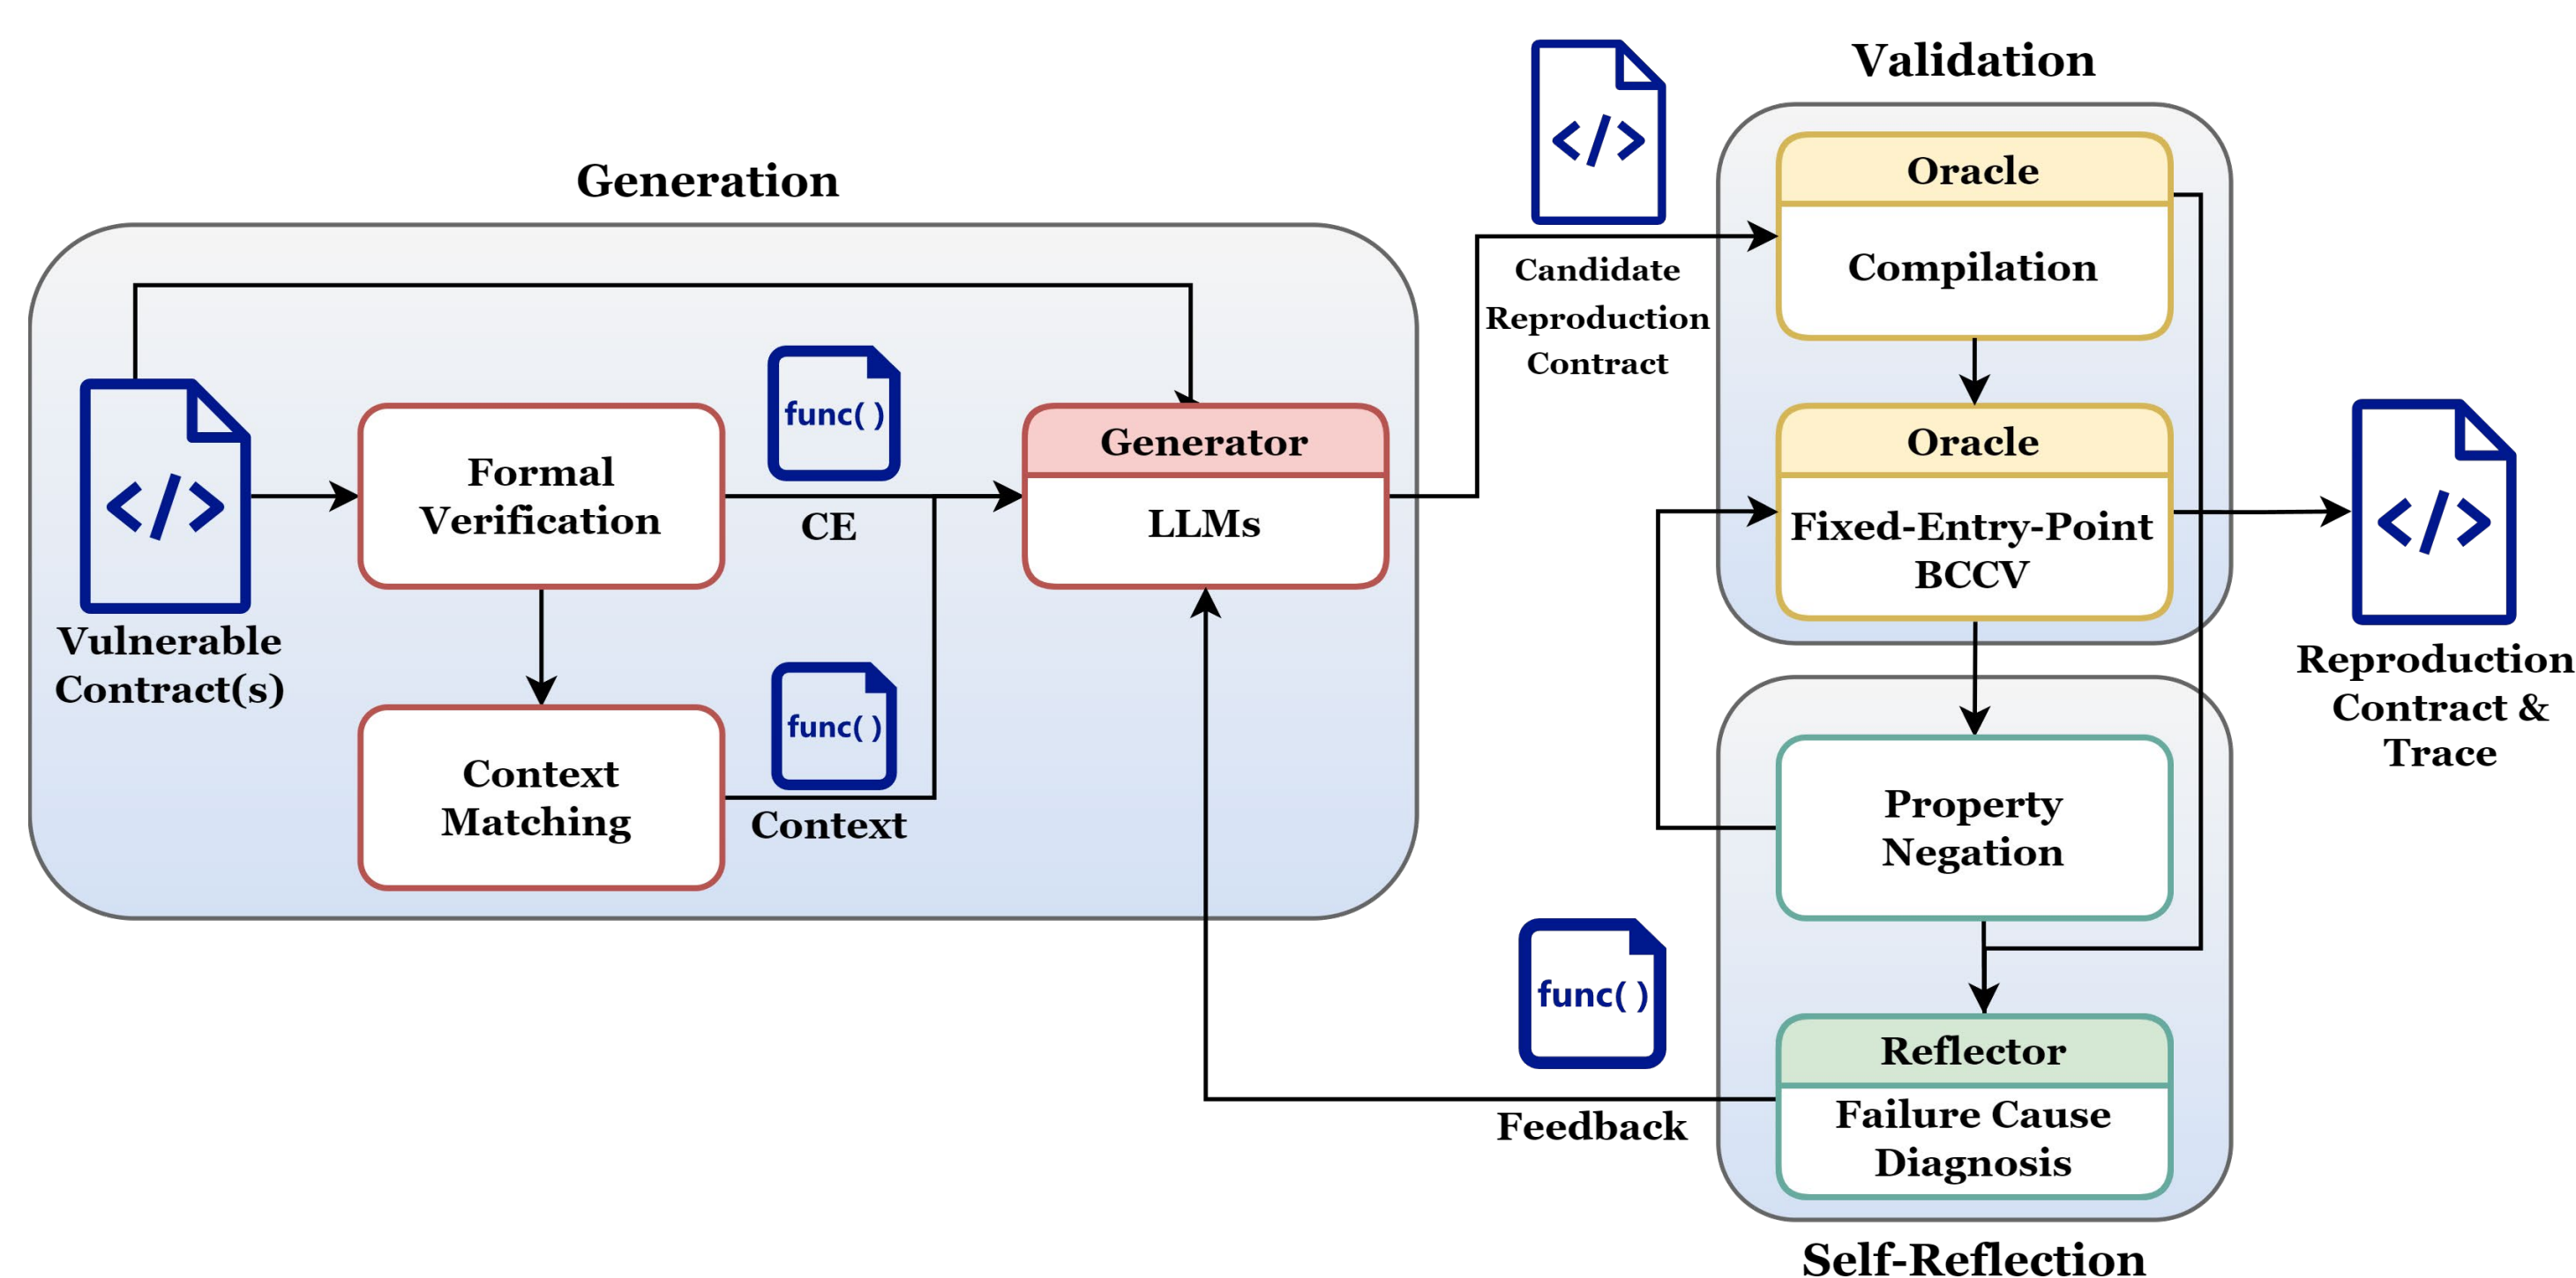 Generation
</>
Vulnerable
Contract(s)
Formal
Verification
func( )
CE
Context
Matching
func( )
Context
Generator
LLMs
</>
Candidate
Reproduction
Contract
Validation
Oracle
Compilation
Oracle
Fixed-Entry-Point
BCCV
</>
Reproduction
Contract &
Trace
Property
Negation
Reflector
Failure Cause
Diagnosis
func( )
Feedback
Self-Reflection